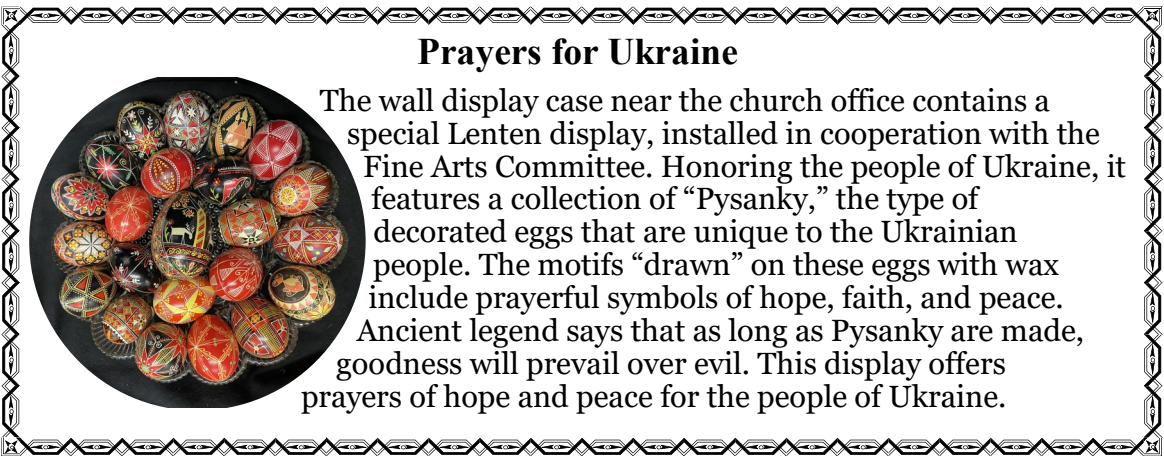 Prayers for Ukraine
The wall display case near the church office contains a
special Lenten display, installed in cooperation with the
Fine Arts Committee. Honoring the people of Ukraine, it
features a collection of “Pysanky,” the type of
decorated eggs that are unique to the Ukrainian
people. The motifs “drawn” on these eggs with wax
include prayerful symbols of hope, faith, and peace.
Ancient legend says that as long as Pysanky are made,
goodness will prevail over evil. This display offers
prayers of hope and peace for the people of Ukraine.